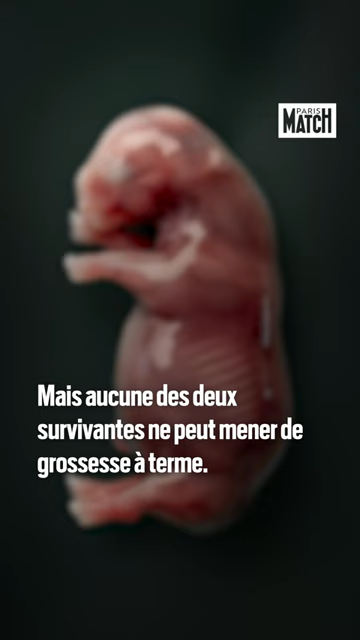 PARIS
MATCH
Mais aucune des deux
survivantes ne peut mener de
grossesse à terme.